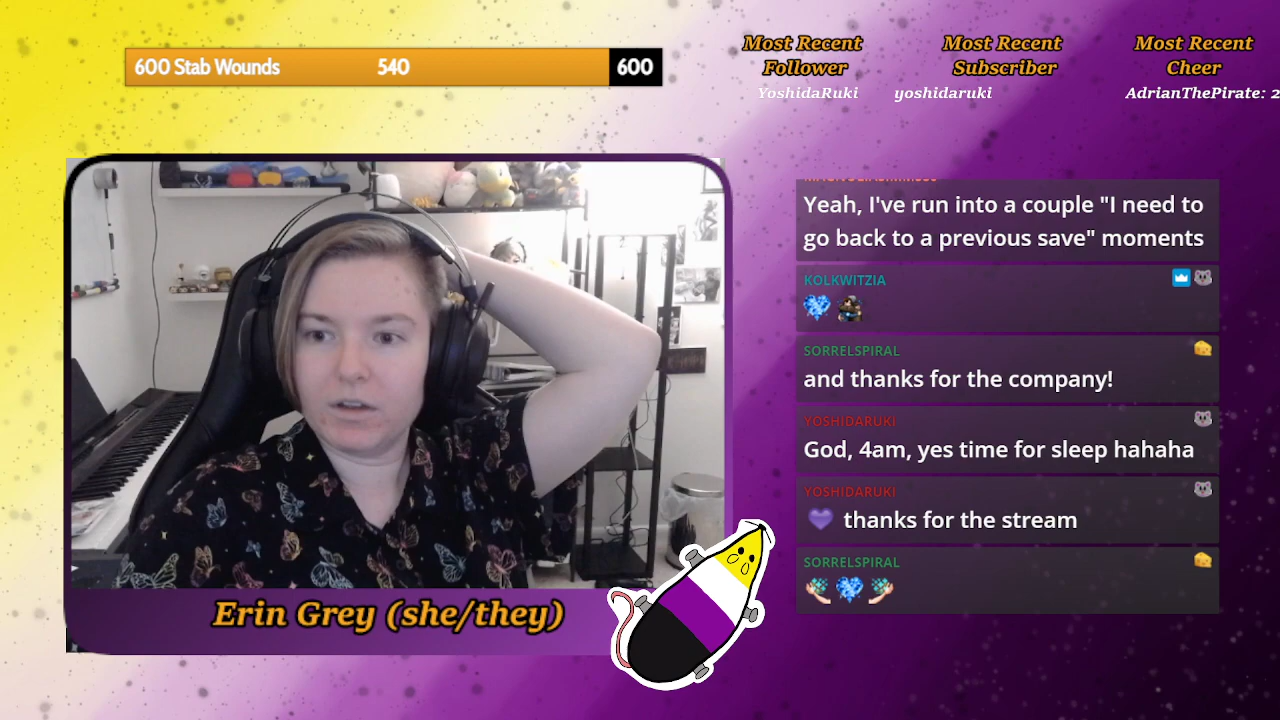 600 Stab Wounds 540 600
Most Recent Follower
YoshidaRuki
Most Recent Subscriber
yoshidaruki
Most Recent Cheer
AdrianThePirate: 2
Yeah, I've run into a couple "I need to
go back to a previous save" moments
KOLKWITZIA
SORRELSPIRAL
and thanks for the company!
YOSHIDARUKI
God, 4am, yes time for sleep hahaha
YOSHIDARUKI
thanks for the stream
SORRELSPIRAL
Erin Grey (she/they)